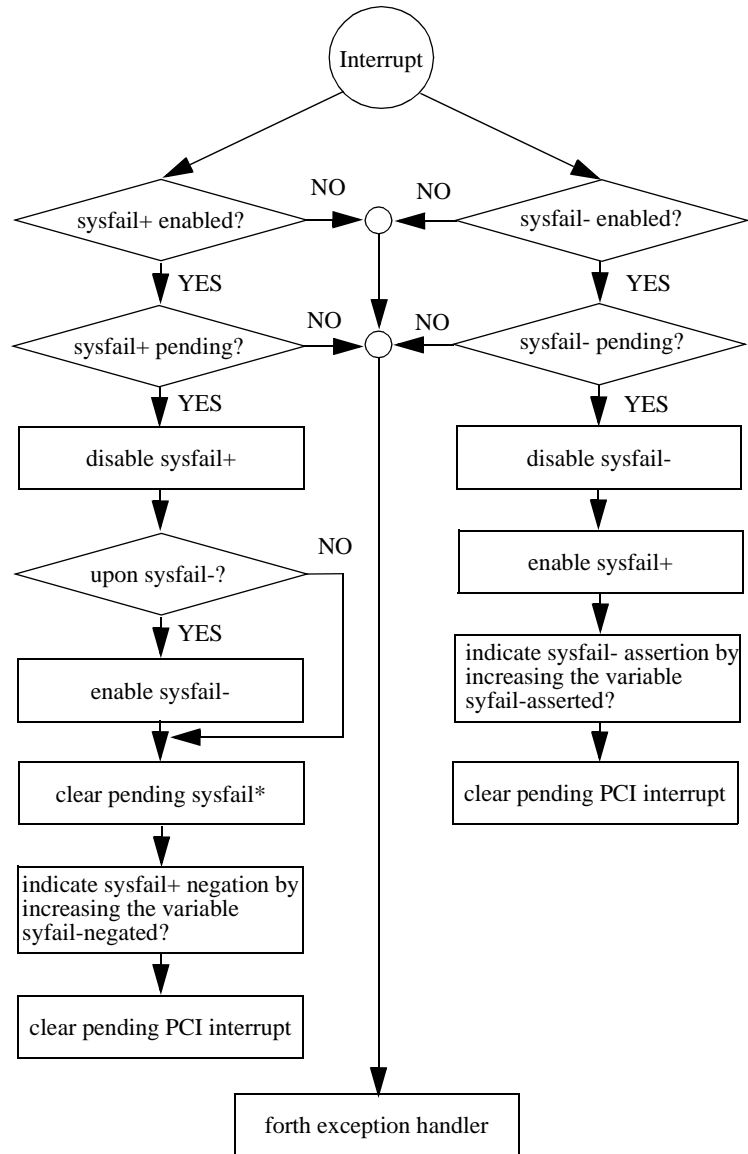 Interrupt
NO
NO
sysfail+ enabled?
sysfail- enabled?
YES
YES
NO
NO
sysfail+ pending?
sysfail- pending?
YES
YES
disable sysfail+
disable sysfail-
NO
upon sysfail-?
enable sysfail+
YES
enable sysfail-
indicate sysfail- assertion by
increasing the variable
syfail-asserted?
clear pending sysfail*
clear pending PCI interrupt
indicate sysfail+ negation by
increasing the variable
syfail-negated?
clear pending PCI interrupt
forth exception handler